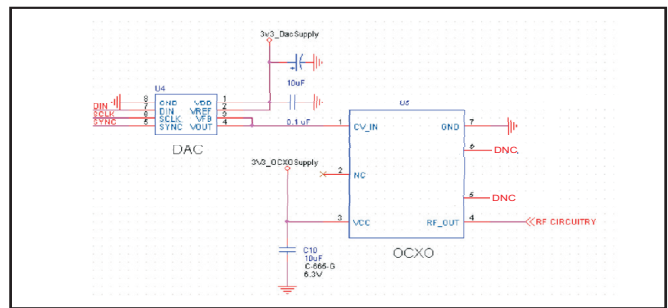 3v3_DacSupply
U4
10uF
8 GND VDD 1
DIN 7 DIN VREF 2
SCLK 6 SCLK VFB 3
SYNC 5 SYNC VOUT 4
0.1 uF
DAC
U5
1 CV_IN GND 7
6 DNC
3V3_OCXOSupply
2 NC
5 DNC
3 VCC RF_OUT 4 RF CIRCUITRY
C10
10uF
C-665-G
6.3V
OCXO